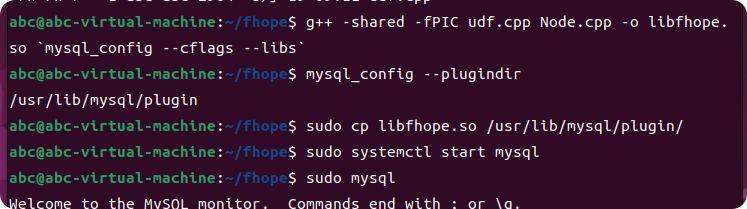 abc@abc-virtual-machine:~/fhope$ g++ -shared -fPIC udf.cpp Node.cpp -o libfhope.
so `mysql_config --cflags --libs`
abc@abc-virtual-machine:~/fhope$ mysql_config --plugindir
/usr/lib/mysql/plugin
abc@abc-virtual-machine:~/fhope$ sudo cp libfhope.so /usr/lib/mysql/plugin/
abc@abc-virtual-machine:~/fhope$ sudo systemctl start mysql
abc@abc-virtual-machine:~/fhope$ sudo mysql
Welcome to the MySQL monitor.  Commands end with ; or \g.